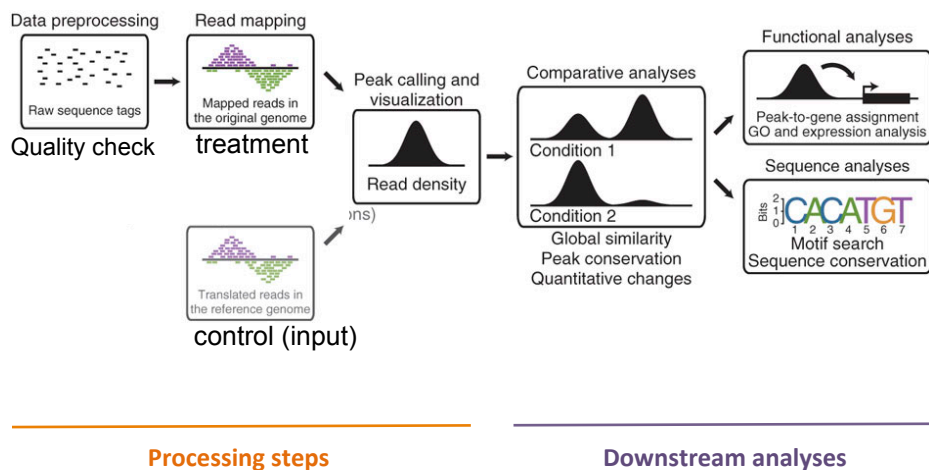 Data preprocessing
Raw sequence tags
Quality check
Read mapping
Mapped reads in
the original genome
treatment
Translated reads in
the reference genome
control (input)
Peak calling and
visualization
Read density
ons)
Comparative analyses
Condition 1
Condition 2
Global similarity
Peak conservation
Quantitative changes
Functional analyses
Peak-to-gene assignment
GO and expression analysis
Sequence analyses
Bits
2
1
0
CACATGT
1 2 3 4 5 6 7
Motif search
Sequence conservation
Processing steps
Downstream analyses